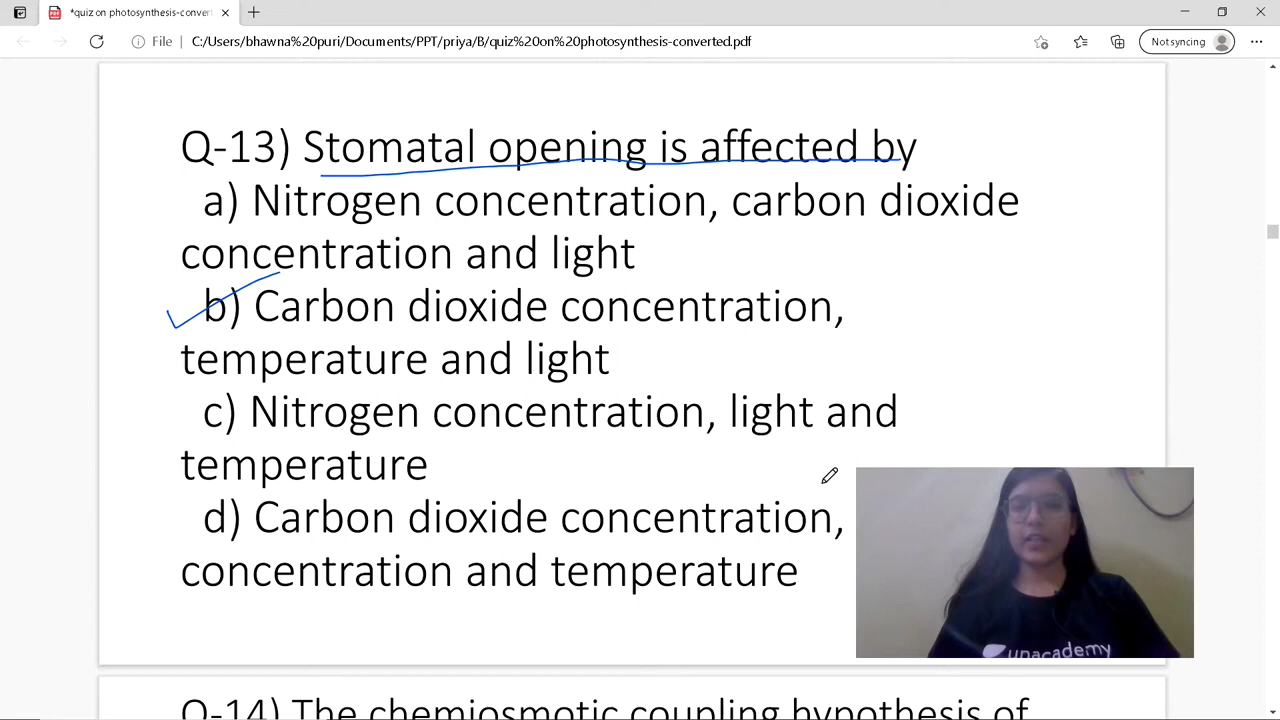 *quiz on photosynthesis-convert
File
C:/Users/bhawna%20puri/Documents/PPT/priya/B/quiz%20on%20photosynthesis-converted.pdf
Not syncing
Q-13) Stomatal opening is affected by
a) Nitrogen concentration, carbon dioxide
concentration and light
b) Carbon dioxide concentration,
temperature and light
c) Nitrogen concentration, light and
temperature
d) Carbon dioxide concentration,
concentration and temperature
unacademy
Q-14) The chemiosmotic coupling hypothesis of